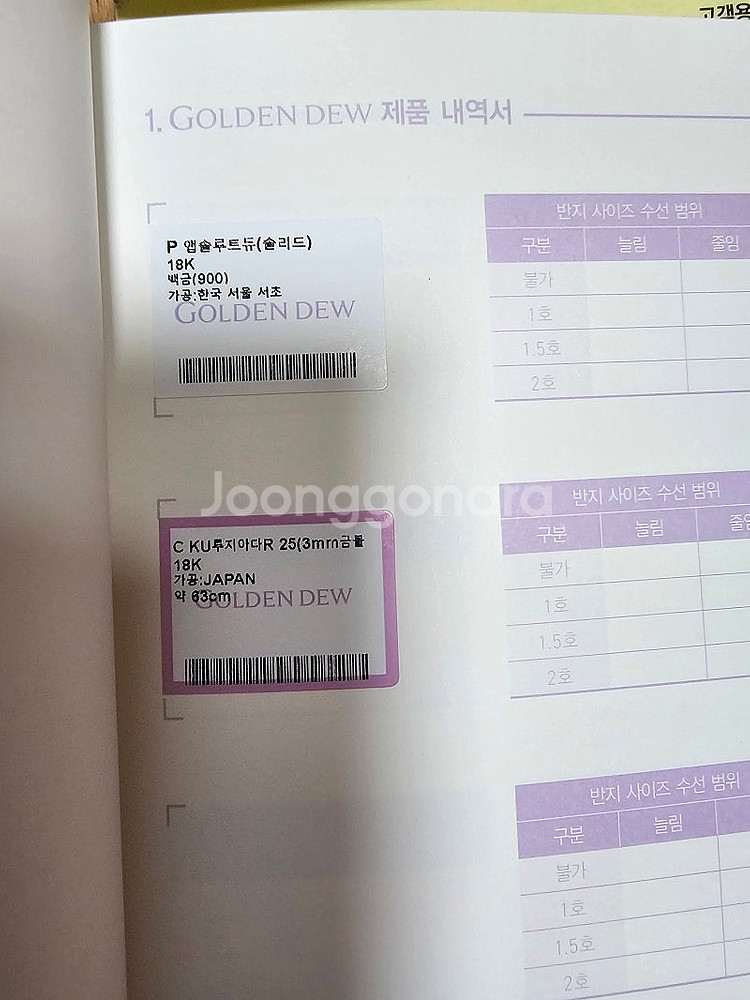 고객용
1. GOLDEN DEW 제품 내역서
P 앱솔루트듀(솔리드)
18K
백금(900)
가공:한국 서울 서초
GOLDEN DEW
반지 사이즈 수선 범위
구분 늘림 줄임
불가
1호
1.5호
2호
Joonggonara
C KU투지아다R 25(3mm금볼
18K
가공:JAPAN
약 63cm
GOLDEN DEW
반지 사이즈 수선 범위
구분 늘림
불가
1호
1.5호
2호
반지 사이즈 수선 범위
구분 늘림
불가
1호
1.5호
2호